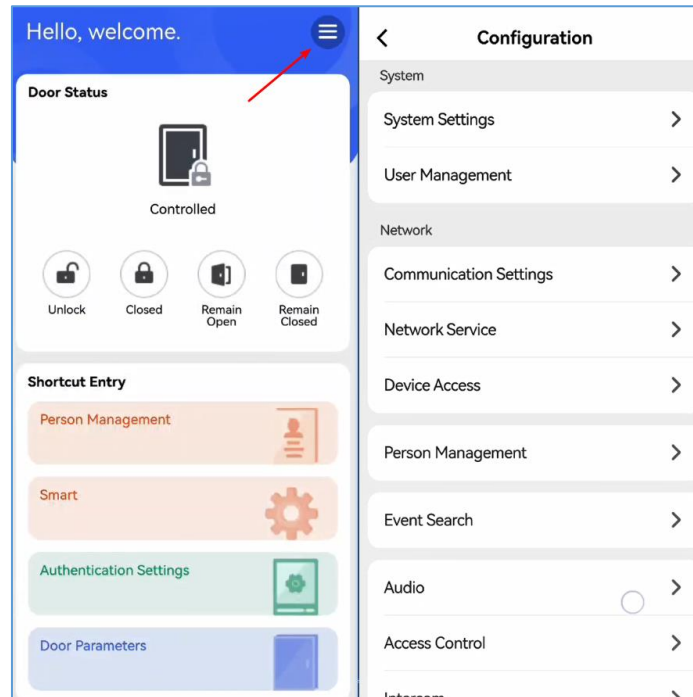 Hello, welcome.
Door Status
Controlled
Unlock
Closed
Remain
Open
Remain
Closed
Shortcut Entry
Person Management
Smart
Authentication Settings
Door Parameters
Configuration
System
System Settings
User Management
Network
Communication Settings
Network Service
Device Access
Person Management
Event Search
Audio
Access Control
Intercom